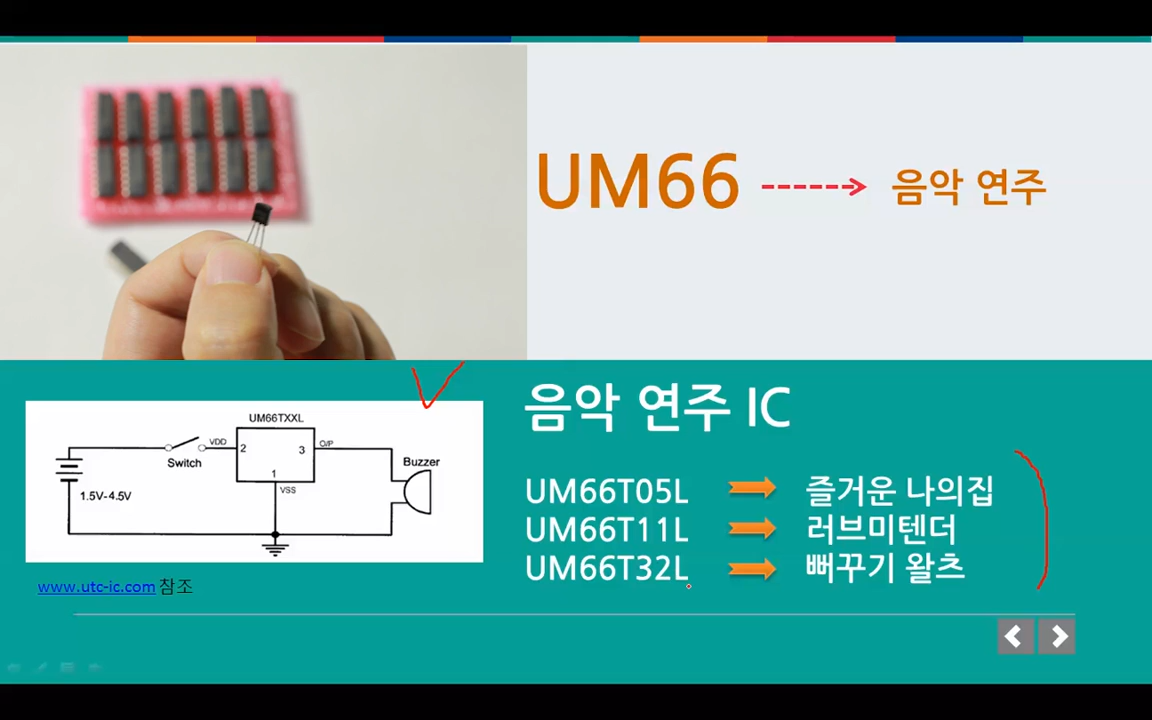 UM66
음악 연주
음악 연주 IC
UM66TXXL
VDD
2
3
O/P
Switch
1
VSS
Buzzer
1.5V-4.5V
UM66T05L
즐거운 나의집
UM66T11L
러브미텐더
UM66T32L
뻐꾸기 왈츠
www.utc-ic.com 참조